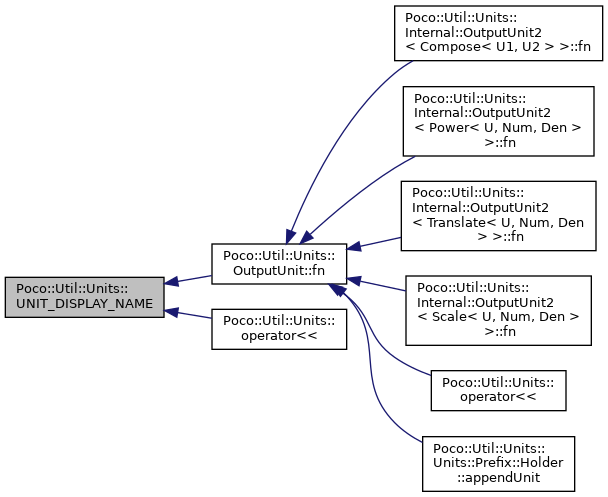 Poco::Util::Units::
Internal::OutputUnit2
< Compose< U1, U2 > >::fn
Poco::Util::Units::
Internal::OutputUnit2
< Power< U, Num, Den >
>::fn
Poco::Util::Units::
Internal::OutputUnit2
< Translate< U, Num, Den
> >::fn
Poco::Util::Units::
OutputUnit::fn
Poco::Util::Units::
UNIT_DISPLAY_NAME
Poco::Util::Units::
Internal::OutputUnit2
< Scale< U, Num, Den >
>::fn
Poco::Util::Units::
operator<<
Poco::Util::Units::
operator<<
Poco::Util::Units::
Units::Prefix::Holder
::appendUnit